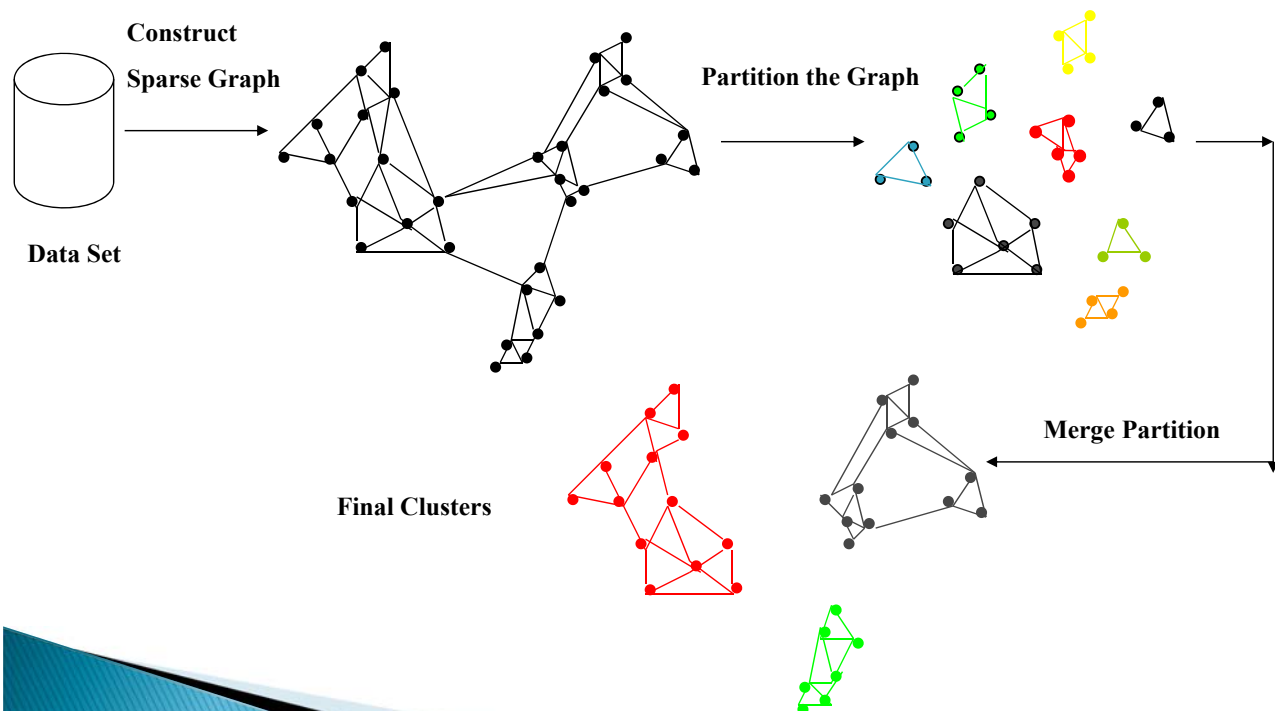 Construct
Sparse Graph
Partition the Graph
Data Set
Merge Partition
Final Clusters